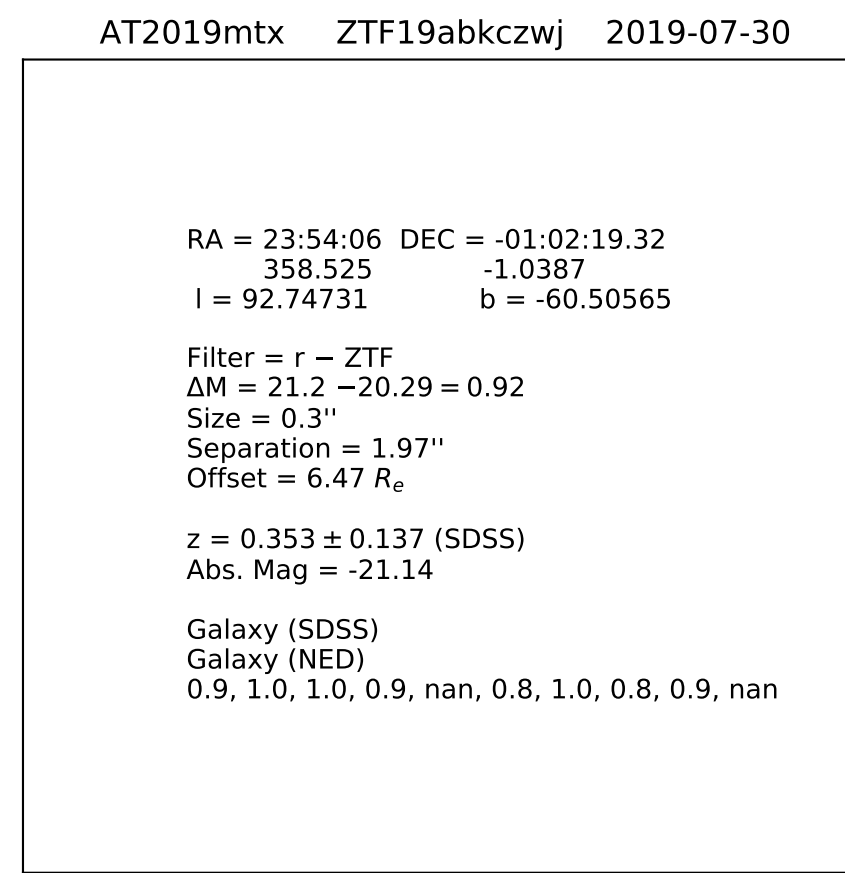 AT2019mtx ZTF19abkczwj 2019-07-30
RA = 23:54:06 DEC = -01:02:19.32
358.525 -1.0387
l = 92.74731 b = -60.50565
Filter = r − ZTF
ΔM = 21.2 −20.29 = 0.92
Size = 0.3''
Separation = 1.97''
Offset = 6.47 Re
z = 0.353 ± 0.137 (SDSS)
Abs. Mag = -21.14
Galaxy (SDSS)
Galaxy (NED)
0.9, 1.0, 1.0, 0.9, nan, 0.8, 1.0, 0.8, 0.9, nan